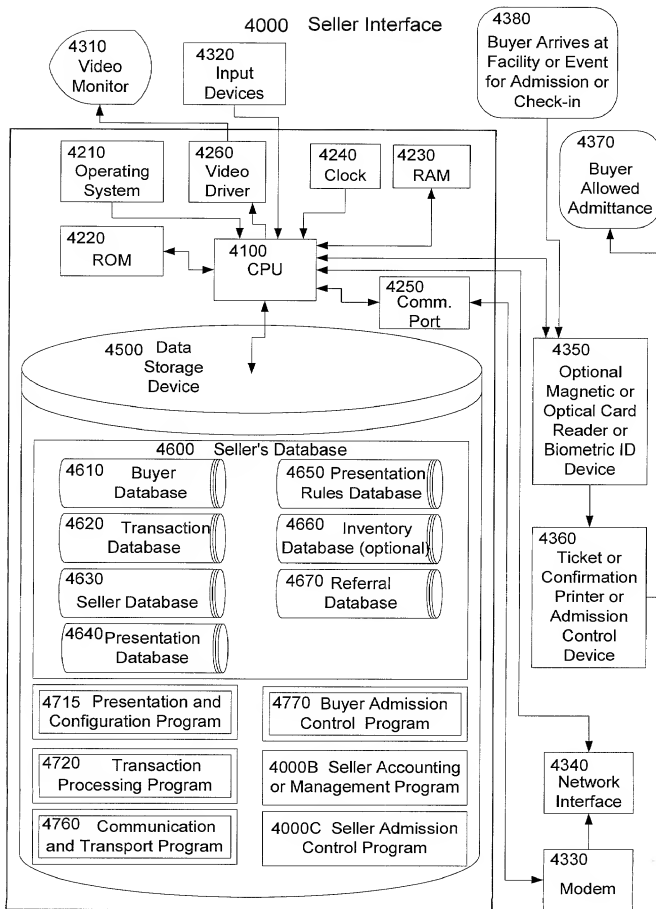 4000 Seller Interface
4310
Video
Monitor
4320
Input
Devices
4380
Buyer Arrives at
Facility or Event
for Admission or
Check-in
4210
Operating
System
4260
Video
Driver
4240
Clock
4230
RAM
4370
Buyer
Allowed
Admittance
4220
ROM
4100
CPU
4250
Comm.
Port
4500 Data
Storage
Device
4350
Optional
Magnetic or
Optical Card
Reader or
Biometric ID
Device
4600 Seller's Database
4610 Buyer
Database
4650 Presentation
Rules Database
4620 Transaction
Database
4660 Inventory
Database (optional)
4630
Seller Database
4670 Referral
Database
4640 Presentation
Database
4360
Ticket or
Confirmation
Printer or
Admission
Control
Device
4715 Presentation and
Configuration Program
4770 Buyer Admission
Control Program
4720 Transaction
Processing Program
4000B Seller Accounting
or Management Program
4760 Communication
and Transport Program
4000C Seller Admission
Control Program
4340
Network
Interface
4330
Modem